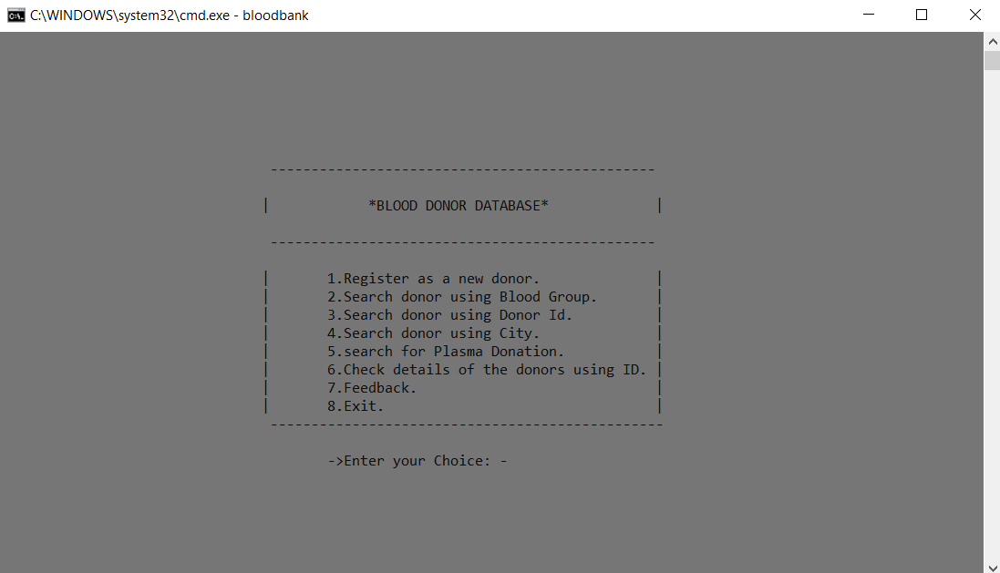 C:\WINDOWS\system32\cmd.exe - bloodbank
-----------------------------------------------
| *BLOOD DONOR DATABASE* |
-----------------------------------------------
| 1.Register as a new donor. |
| 2.Search donor using Blood Group. |
| 3.Search donor using Donor Id. |
| 4.Search donor using City. |
| 5.search for Plasma Donation. |
| 6.Check details of the donors using ID. |
| 7.Feedback. |
| 8.Exit. |
------------------------------------------------
->Enter your Choice: -